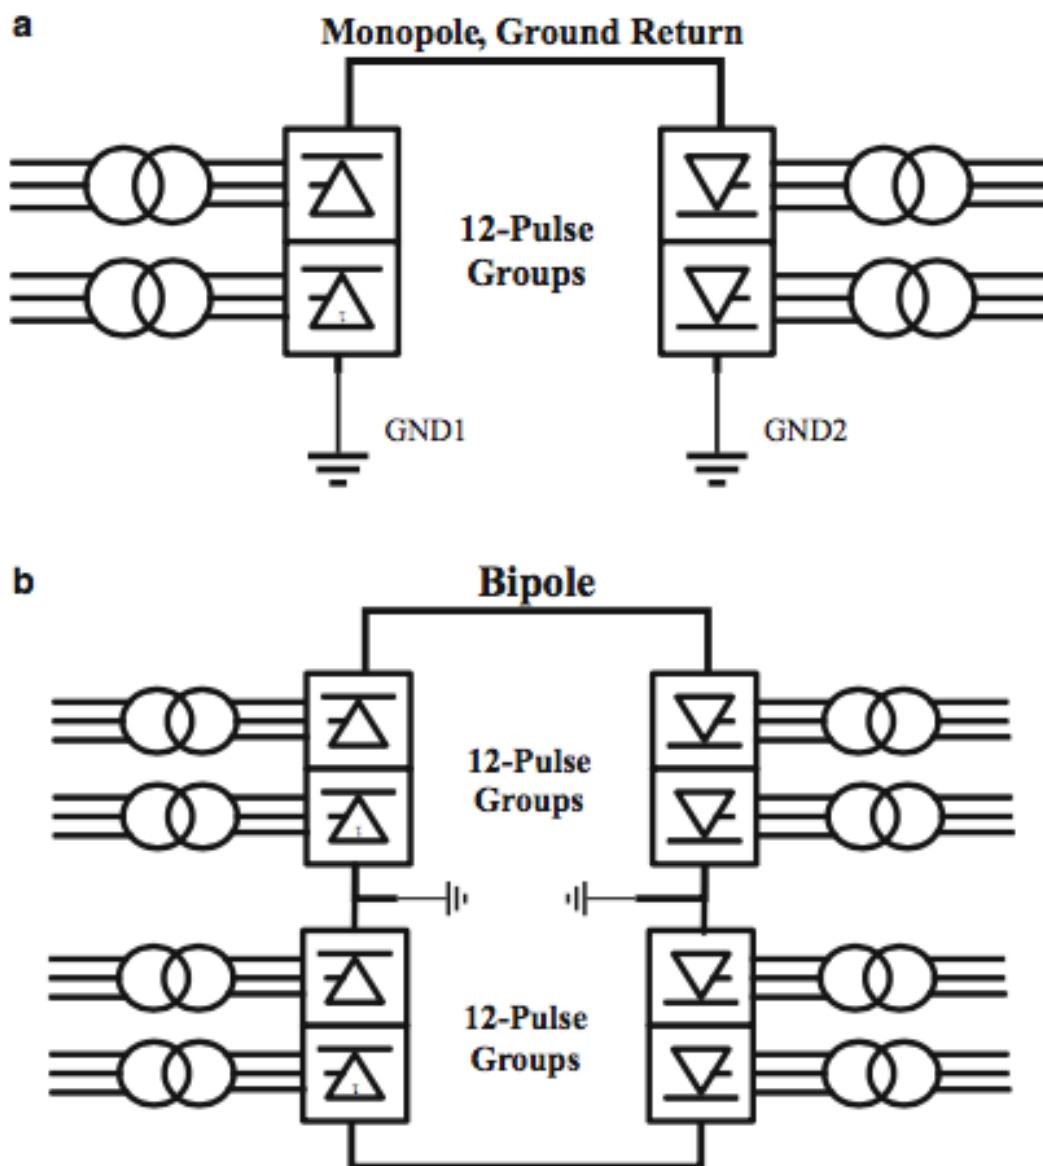 a
Monopole, Ground Return
12-Pulse
Groups
GND1
GND2
b
Bipole
12-Pulse
Groups
12-Pulse
Groups